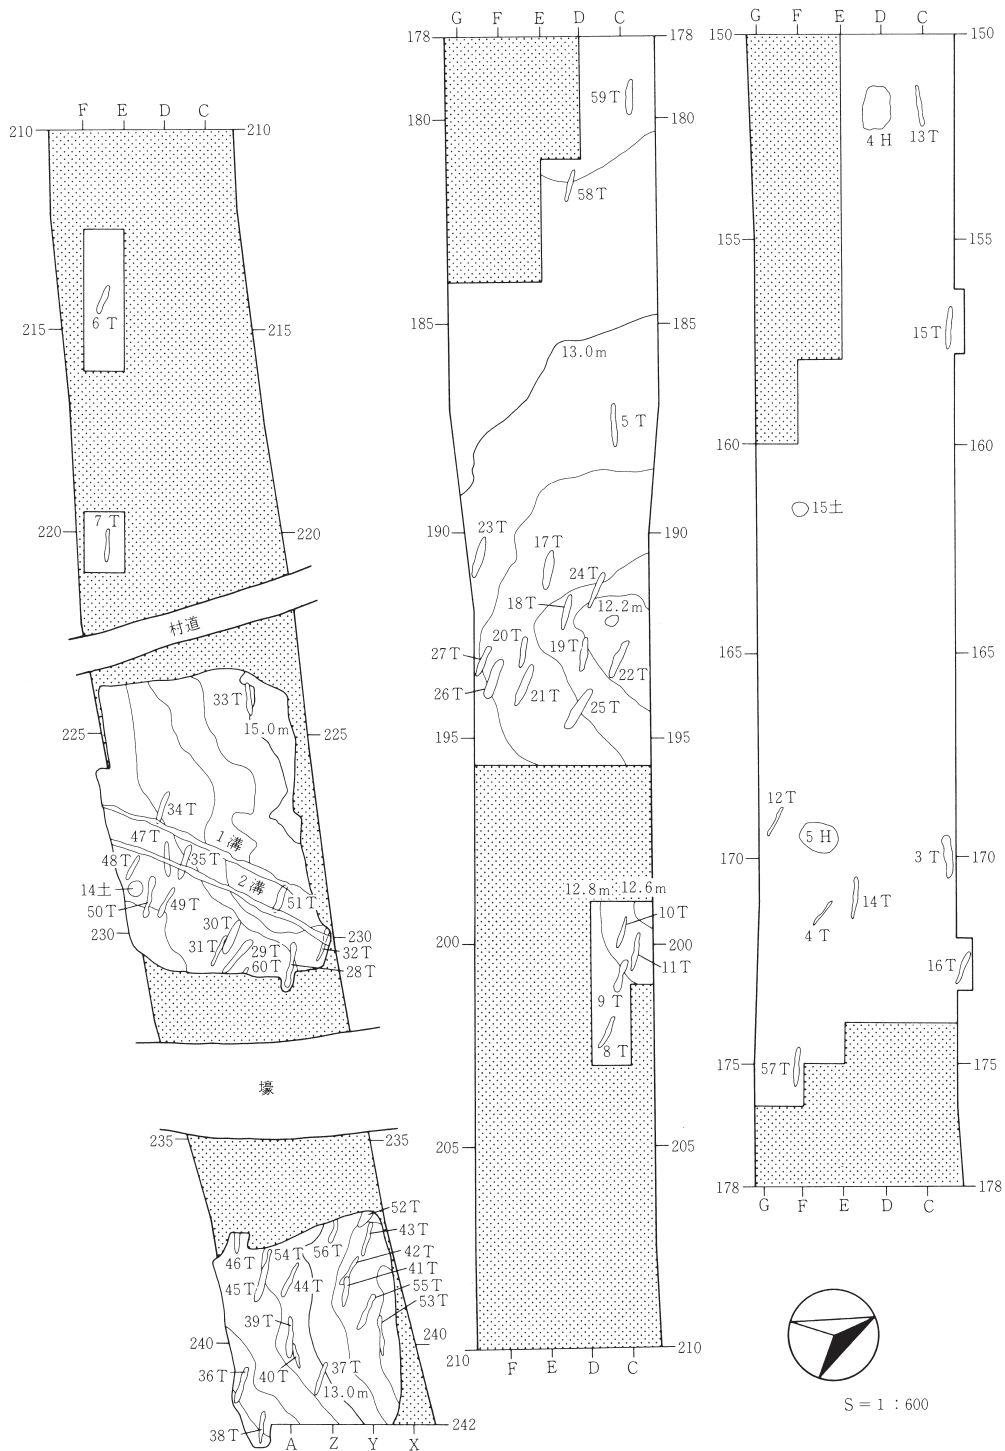 F E D C
210 210
6 T
215 215
7 T
220 220
村道
33 T
15.0m
225 225
34 T
1溝
47 T
35 T
48 T
2溝
14土
51 T
50 T
49 T
30 T
230 230
31 T
29 T
32 T
60 T
28 T
壕
235 235
52 T
43 T
46 T
54 T
56 T
42 T
45 T
44 T
41 T
55 T
53 T
39 T
240 240
36 T
40 T
37 T
13.0m
38 T
242
A Z Y X
G F E D C
178 178
59 T
180 180
58 T
185 185
13.0m
5 T
190 190
23 T
17 T
24 T
18 T
12.2m
20 T
19 T
27 T
22 T
26 T
21 T
25 T
195 195
12.8m 12.6m
10 T
200 200
11 T
9 T
8 T
205 205
210 210
F E D C
G F E D C
150 150
4 H
13 T
155 155
15 T
160 160
15土
165 165
12 T
5 H
3 T
170 170
14 T
4 T
16 T
57 T
175 175
178 178
G F E D C
S = 1 : 600